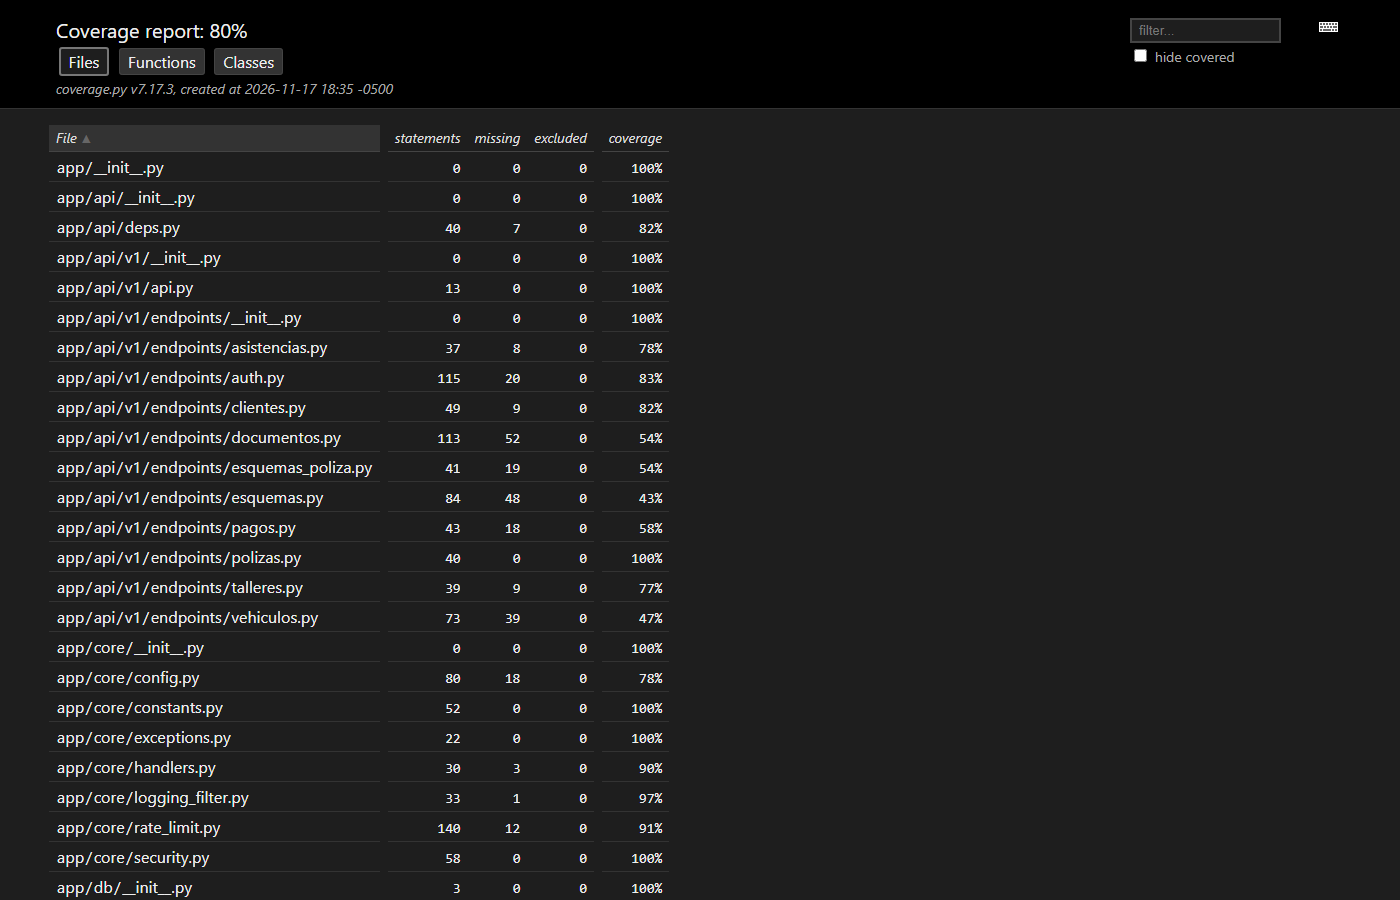 Coverage report: 80%
filter...
Files Functions Classes
hide covered
coverage.py v7.17.3, created at 2026-11-17 18:35 -0500
File ▲ statements missing excluded coverage
app/__init__.py 0 0 0 100%
app/api/__init__.py 0 0 0 100%
app/api/deps.py 40 7 0 82%
app/api/v1/__init__.py 0 0 0 100%
app/api/v1/api.py 13 0 0 100%
app/api/v1/endpoints/__init__.py 0 0 0 100%
app/api/v1/endpoints/asistencias.py 37 8 0 78%
app/api/v1/endpoints/auth.py 115 20 0 83%
app/api/v1/endpoints/clientes.py 49 9 0 82%
app/api/v1/endpoints/documentos.py 113 52 0 54%
app/api/v1/endpoints/esquemas_poliza.py 41 19 0 54%
app/api/v1/endpoints/esquemas.py 84 48 0 43%
app/api/v1/endpoints/pagos.py 43 18 0 58%
app/api/v1/endpoints/polizas.py 40 0 0 100%
app/api/v1/endpoints/talleres.py 39 9 0 77%
app/api/v1/endpoints/vehiculos.py 73 39 0 47%
app/core/__init__.py 0 0 0 100%
app/core/config.py 80 18 0 78%
app/core/constants.py 52 0 0 100%
app/core/exceptions.py 22 0 0 100%
app/core/handlers.py 30 3 0 90%
app/core/logging_filter.py 33 1 0 97%
app/core/rate_limit.py 140 12 0 91%
app/core/security.py 58 0 0 100%
app/db/__init__.py 3 0 0 100%